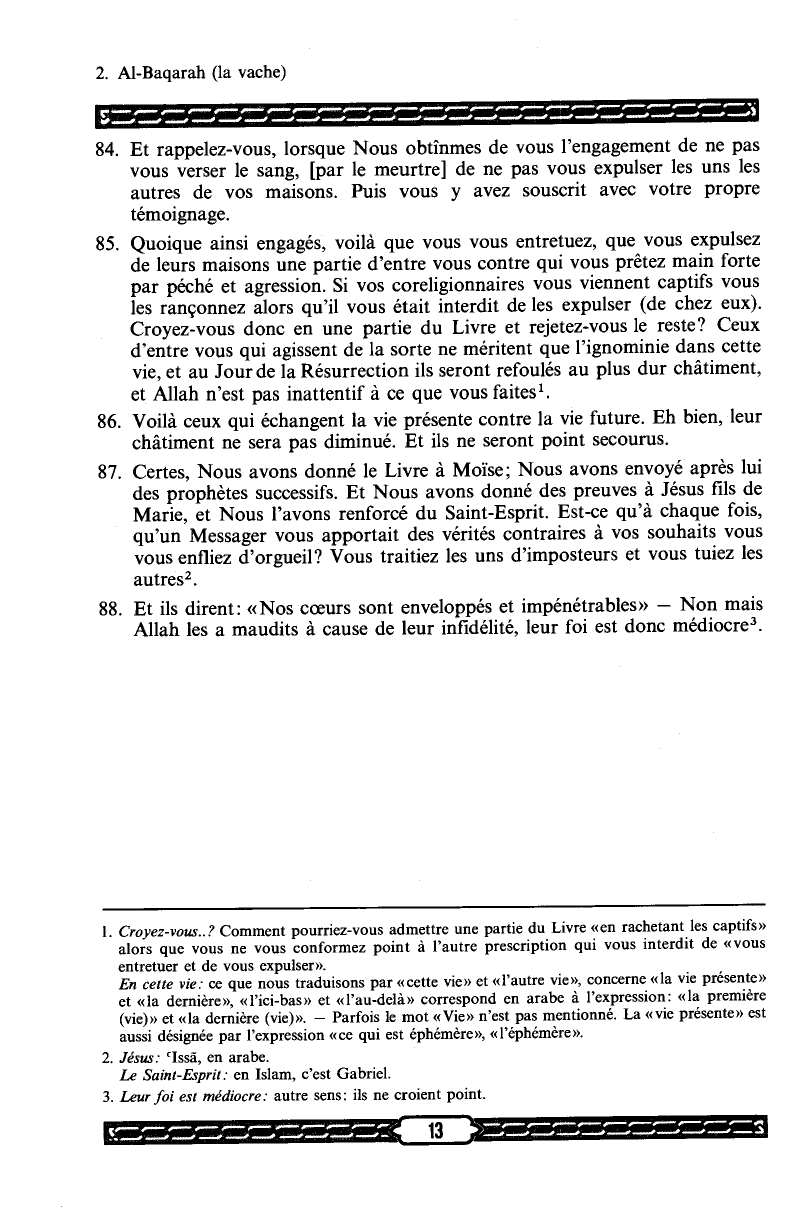 2. Al-Baqarah (la vache)
84. Et rappelez-vous, lorsque Nous obtînmes de vous l'engagement de ne pas
vous verser le sang, [par le meurtre] de ne pas vous expulser les uns les
autres de vos maisons. Puis vous y avez souscrit avec votre propre
témoignage.
85. Quoique ainsi engagés, voilà que vous vous entretuez, que vous expulsez
de leurs maisons une partie d'entre vous contre qui vous prêtez main forte
par péché et agression. Si vos coreligionnaires vous viennent captifs vous
les rançonnez alors qu'il vous était interdit de les expulser (de chez eux).
Croyez-vous donc en une partie du Livre et rejetez-vous le reste? Ceux
d'entre vous qui agissent de la sorte ne méritent que l'ignominie dans cette
vie, et au Jour de la Résurrection ils seront refoulés au plus dur châtiment,
et Allah n'est pas inattentif à ce que vous faites¹.
86. Voilà ceux qui échangent la vie présente contre la vie future. Eh bien, leur
châtiment ne sera pas diminué. Et ils ne seront point secourus.
87. Certes, Nous avons donné le Livre à Moïse; Nous avons envoyé après lui
des prophètes successifs. Et Nous avons donné des preuves à Jésus fils de
Marie, et Nous l'avons renforcé du Saint-Esprit. Est-ce qu'à chaque fois,
qu'un Messager vous apportait des vérités contraires à vos souhaits vous
vous enfliez d'orgueil? Vous traitiez les uns d'imposteurs et vous tuiez les
autres².
88. Et ils dirent: «Nos cœurs sont enveloppés et impénétrables» — Non mais
Allah les a maudits à cause de leur infidélité, leur foi est donc médiocre³.
1. Croyez-vous..? Comment pourriez-vous admettre une partie du Livre «en rachetant les captifs»
alors que vous ne vous conformez point à l'autre prescription qui vous interdit de «vous
entretuer et de vous expulser».
En cette vie: ce que nous traduisons par «cette vie» et «l'autre vie», concerne «la vie présente»
et «la dernière», «l'ici-bas» et «l'au-delà» correspond en arabe à l'expression: «la première
(vie)» et «la dernière (vie)». — Parfois le mot «Vie» n'est pas mentionné. La «vie présente» est
aussi désignée par l'expression «ce qui est éphémère», «l'éphémère».
2. Jésus: ʿIssā, en arabe.
Le Saint-Esprit: en Islam, c'est Gabriel.
3. Leur foi est médiocre: autre sens: ils ne croient point.
13